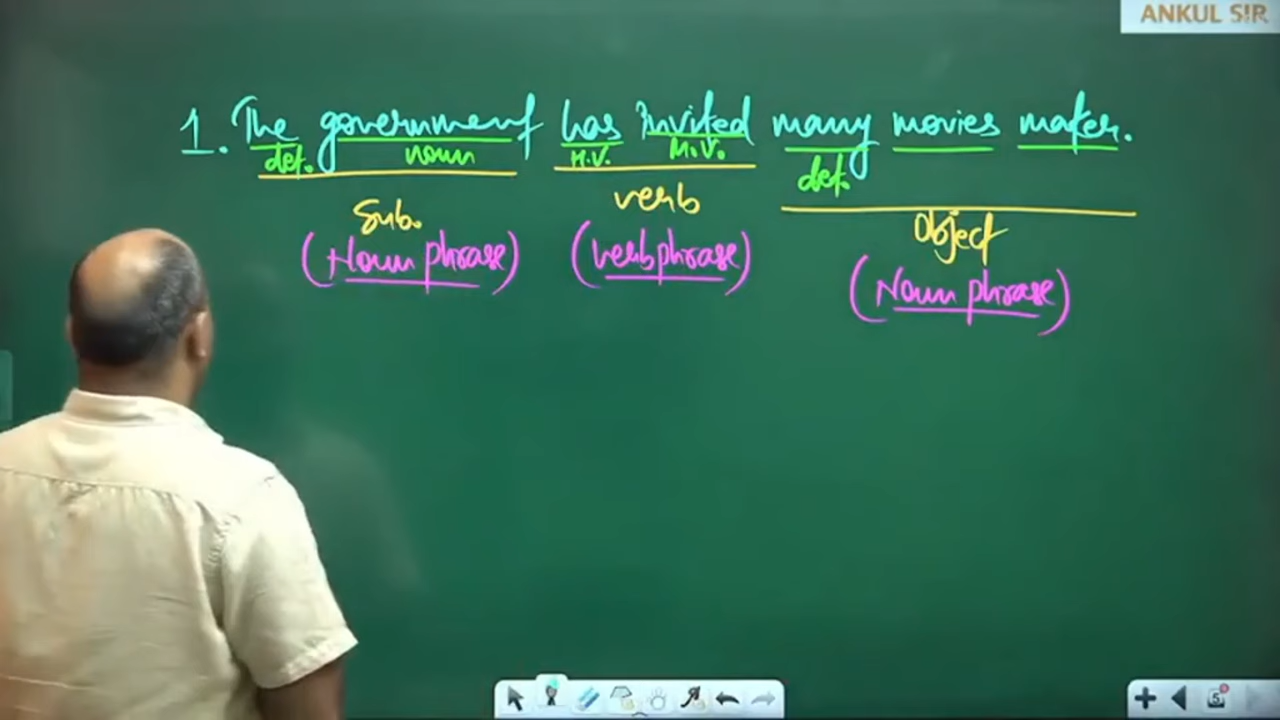 ANKUL SIR
1. The government has invited many movies maker.
det. noun H.V. M.V. det.
Sub. verb Object
(Noun phrase) (verb phrase) (Noun phrase)
5